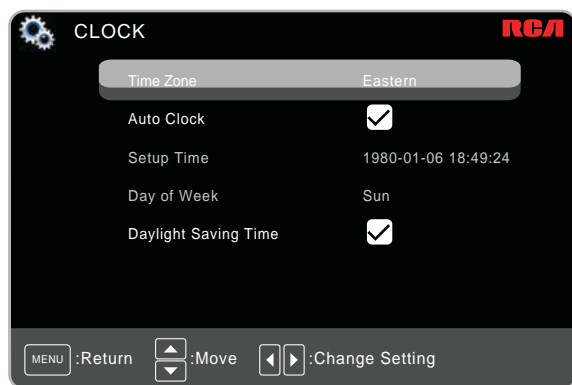 CLOCK
RCA
Time Zone Eastern
Auto Clock
Setup Time 1980-01-06 18:49:24
Day of Week Sun
Daylight Saving Time
MENU :Return :Move :Change Setting